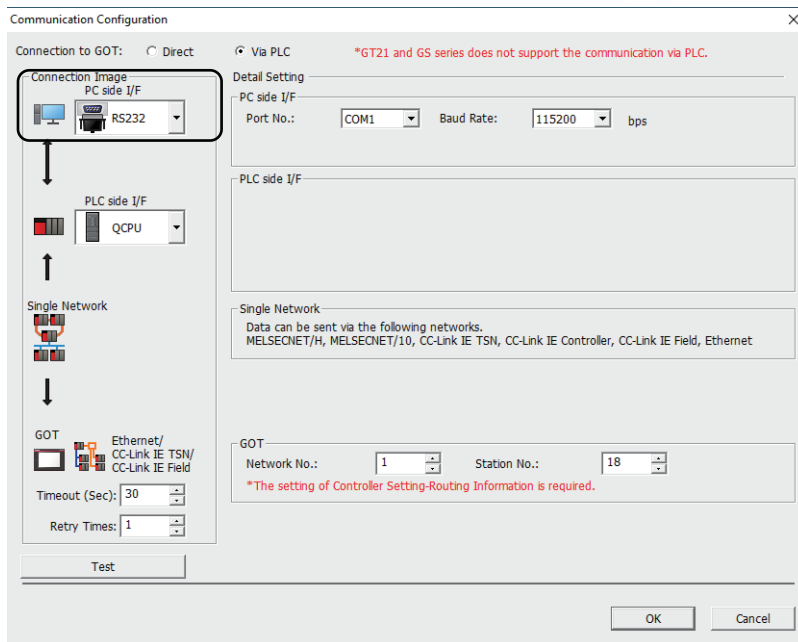 Communication Configuration
Connection to GOT: Direct Via PLC *GT21 and GS series does not support the communication via PLC.
Connection Image
PC side I/F
RS232
PLC side I/F
QCPU
Single Network
GOT
Ethernet/
CC-Link IE TSN/
CC-Link IE Field
Timeout (Sec): 30
Retry Times: 1
Test
Detail Setting
PC side I/F
Port No.: COM1 Baud Rate: 115200 bps
PLC side I/F
Single Network
Data can be sent via the following networks.
MELSECNET/H, MELSECNET/10, CC-Link IE TSN, CC-Link IE Controller, CC-Link IE Field, Ethernet
GOT
Network No.: 1 Station No.: 18
*The setting of Controller Setting-Routing Information is required.
OK Cancel